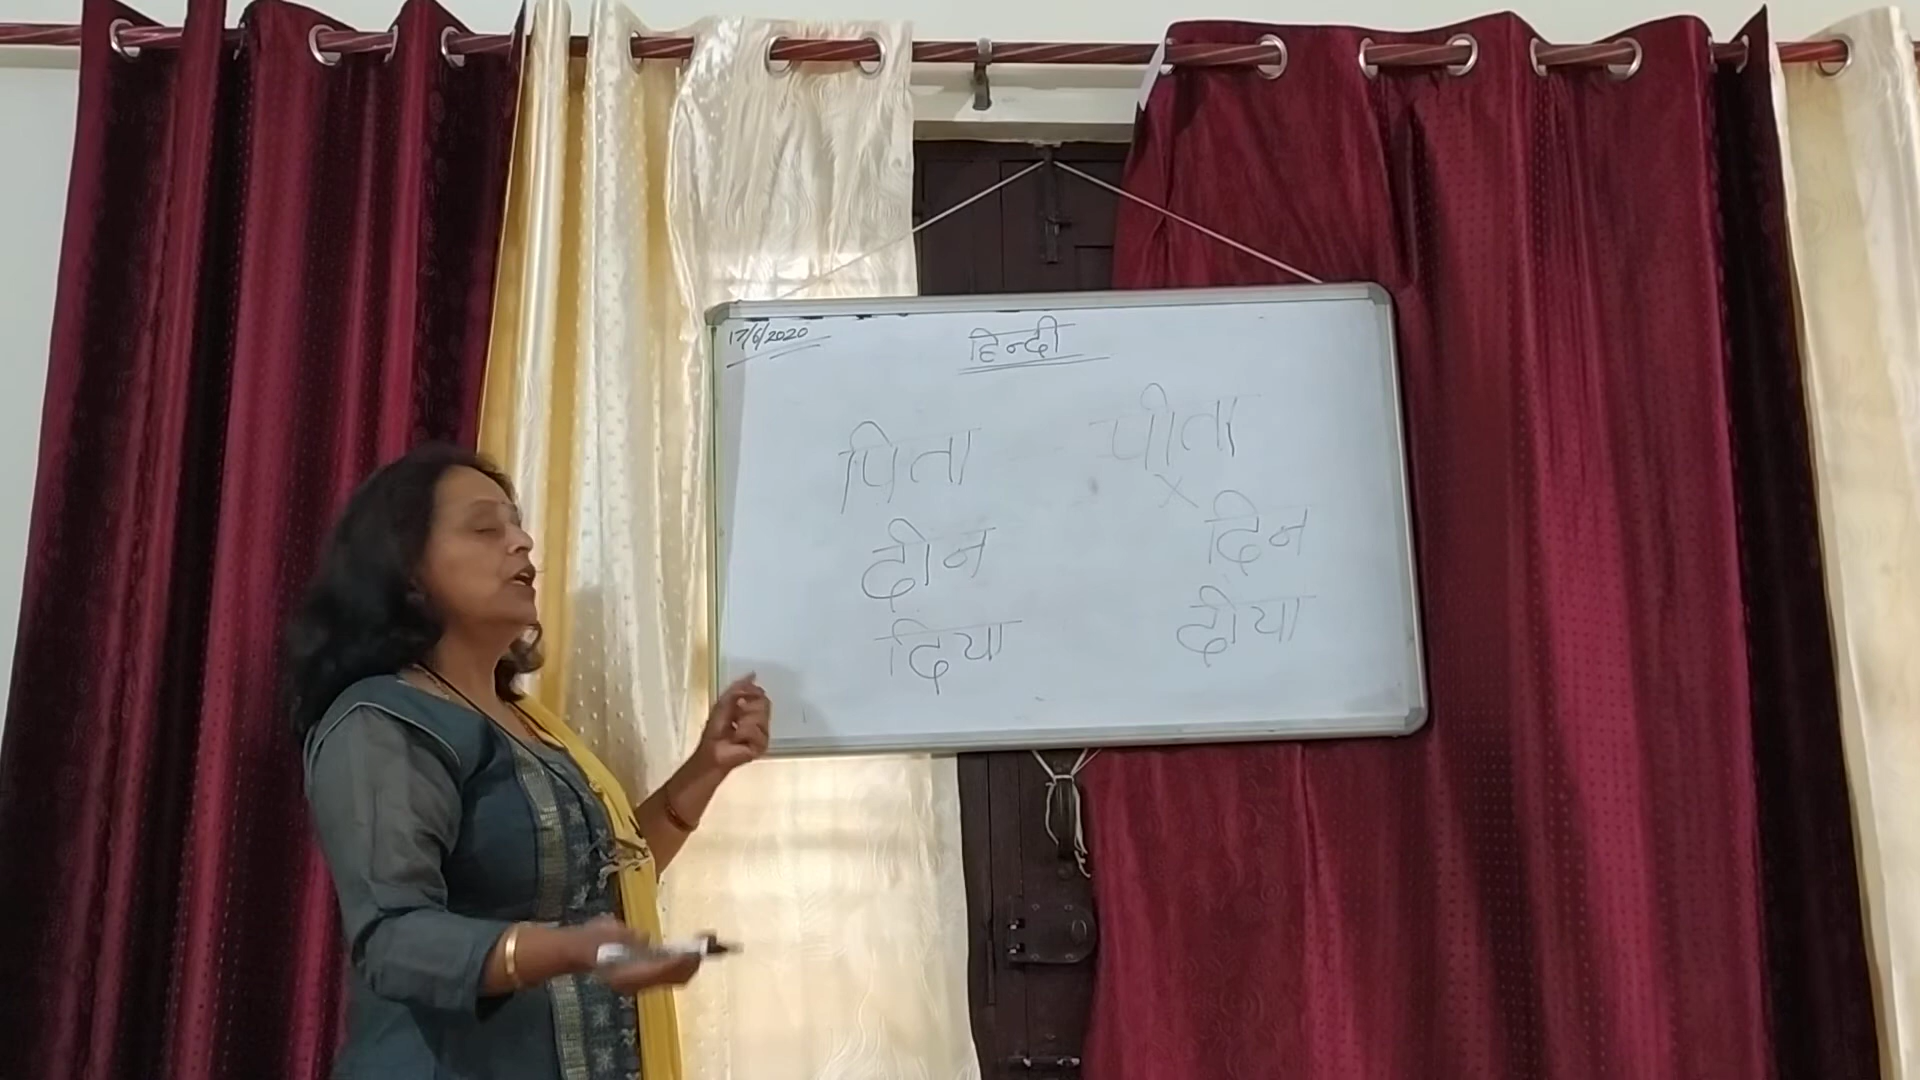 17/6/2020
हिन्दी
पिता पीता
x
दीन दिन
दिया दीया